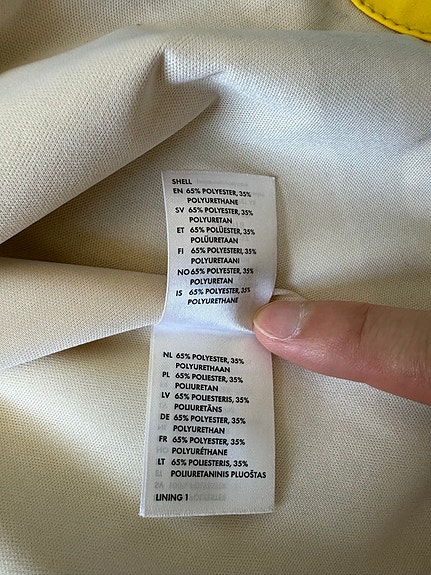 SHELL
EN 65% POLYESTER, 35%
POLYURETHANE
SV 65% POLYESTER, 35%
POLYURETAN
ET 65% POLÜESTER, 35%
POLÜURETAAN
FI 65% POLYESTERI, 35%
POLYURETAANI
NO 65% POLYESTER, 35%
POLYURETAN
IS 65% POLYESTER, 35%
POLYURETHANE
NL 65% POLYESTER, 35%
POLYURETHAAN
PL 65% POLIESTER, 35%
POLIURETAN
LV 65% POLIESTERIS, 35%
POLIURETĀNS
DE 65% POLYESTER, 35%
POLYURETHAN
FR 65% POLYESTER, 35%
POLYURÉTHANE
LT 65% POLIESTERIS, 35%
POLIURETANINIS PLUOŠTAS
LINING 1